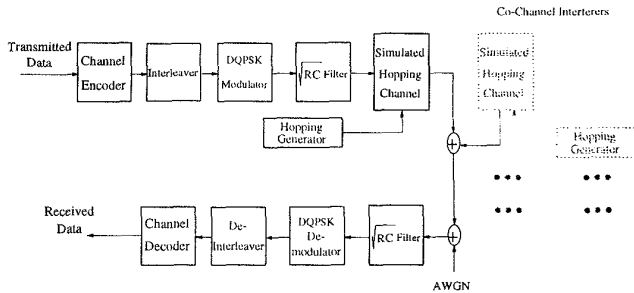 Co-Channel Interterers
Transmitted
Data
Channel
Encoder
Interleaver
DQPSK
Modulator
√RC Filter
Simulated
Hopping
Channel
Simulated
Hopping
Channel
Hopping
Generator
Hopping
Generator
+
Received
Data
Channel
Decoder
De-
Interleaver
DQPSK
De-
modulator
√RC Filter
+
AWGN